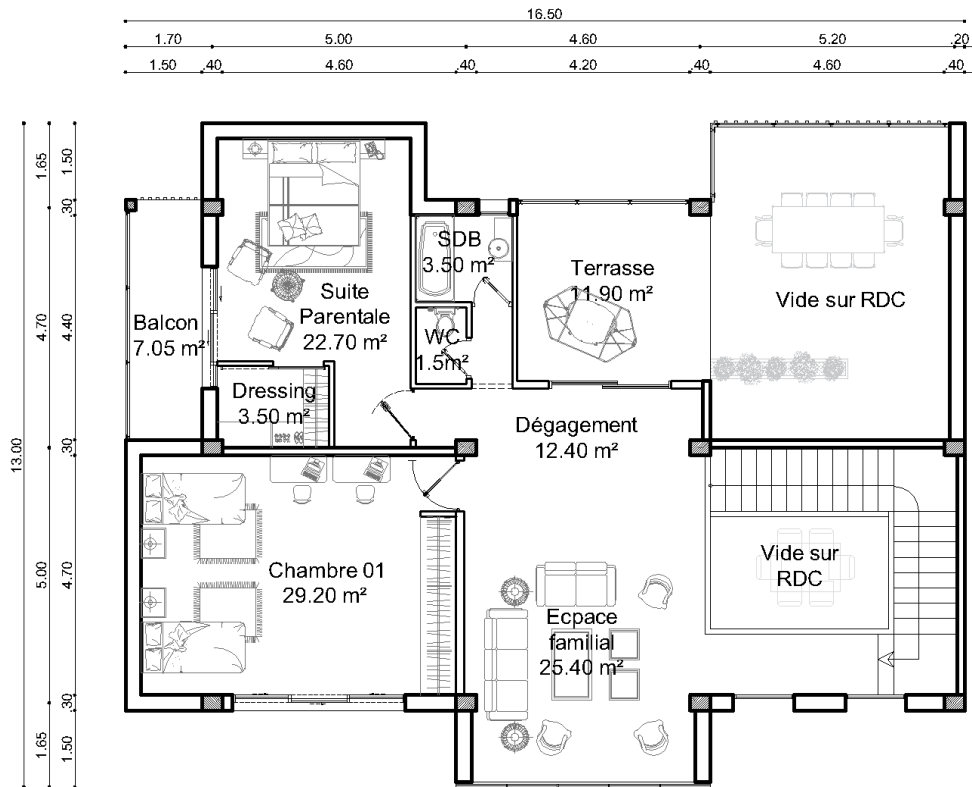 16.50
1.70 5.00 4.60 5.20 .20
1.50 .40 4.60 .40 4.20 .40 4.60 .40
13.00
1.65 4.70 5.00 1.65
1.50 .30 4.40 .30 4.70 .30 1.50
SDB
3.50 m²
Terrasse
11.90 m²
Vide sur RDC
Suite
Parentale
22.70 m²
Balcon
7.05 m²
WC
1.5m²
Dressing
3.50 m²
Dégagement
12.40 m²
Chambre 01
29.20 m²
Vide sur
RDC
Ecpace
familial
25.40 m²